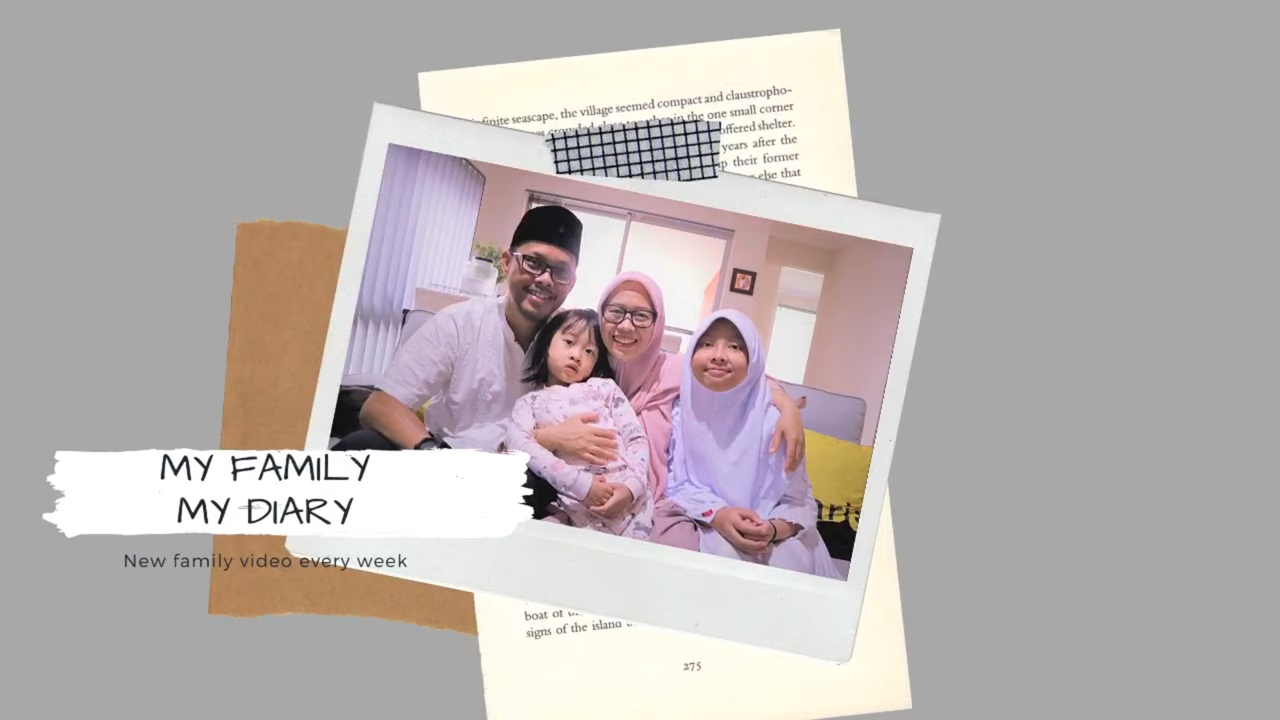 finite seascape, the village seemed compact and claustropho-
in the one small corner
offered shelter.
years after the
their former
else that
MY FAMILY
MY DIARY
New family video every week
boat of
signs of the island
275